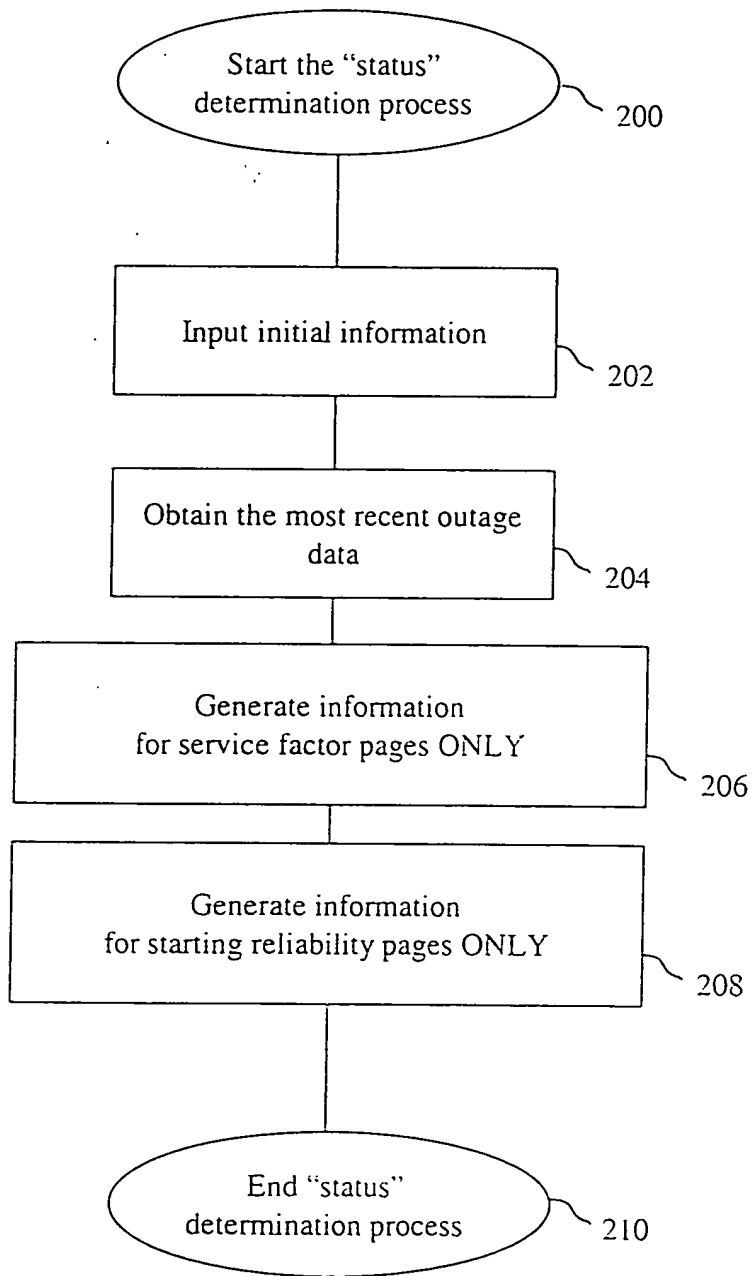 Start the “status”
determination process
200
Input initial information
202
Obtain the most recent outage
data
204
Generate information
for service factor pages ONLY
206
Generate information
for starting reliability pages ONLY
208
End “status”
determination process
210